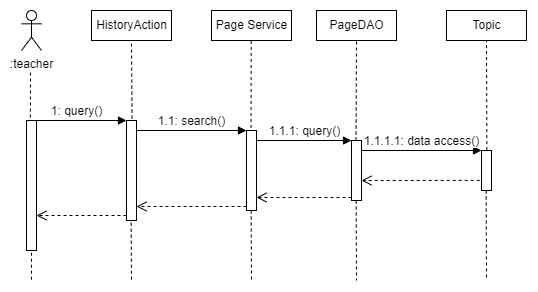 HistoryAction
Page Service
PageDAO
Topic
:teacher
1: query()
1.1: search()
1.1.1: query()
1.1.1.1: data access()